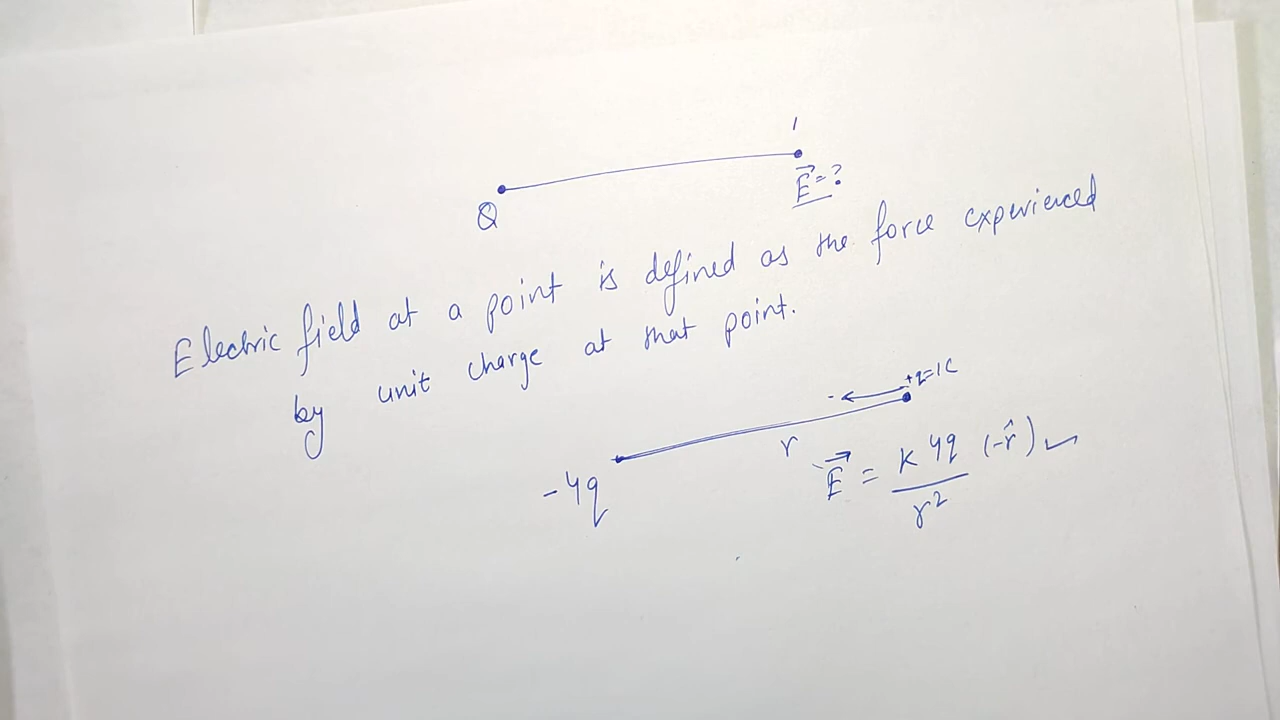 1
Q
E⃗ = ?
Electric field at a point is defined as the force experienced
by unit charge at that point.
+q=1C
-
r
-4q
E⃗ = K4q/r² (-r̂) ✓